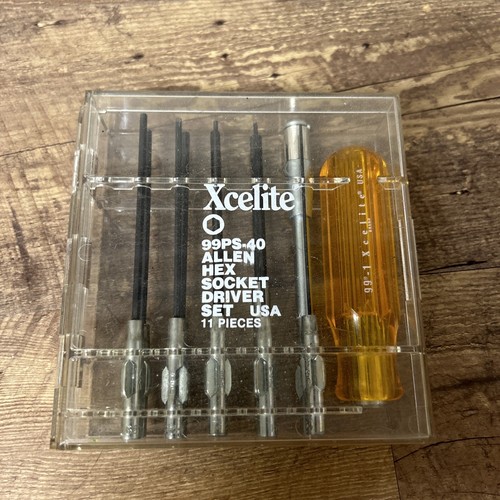 Xcelite
99PS-40
ALLEN
HEX
SOCKET
DRIVER
SET USA
11 PIECES
99-1 Xcelite® USA